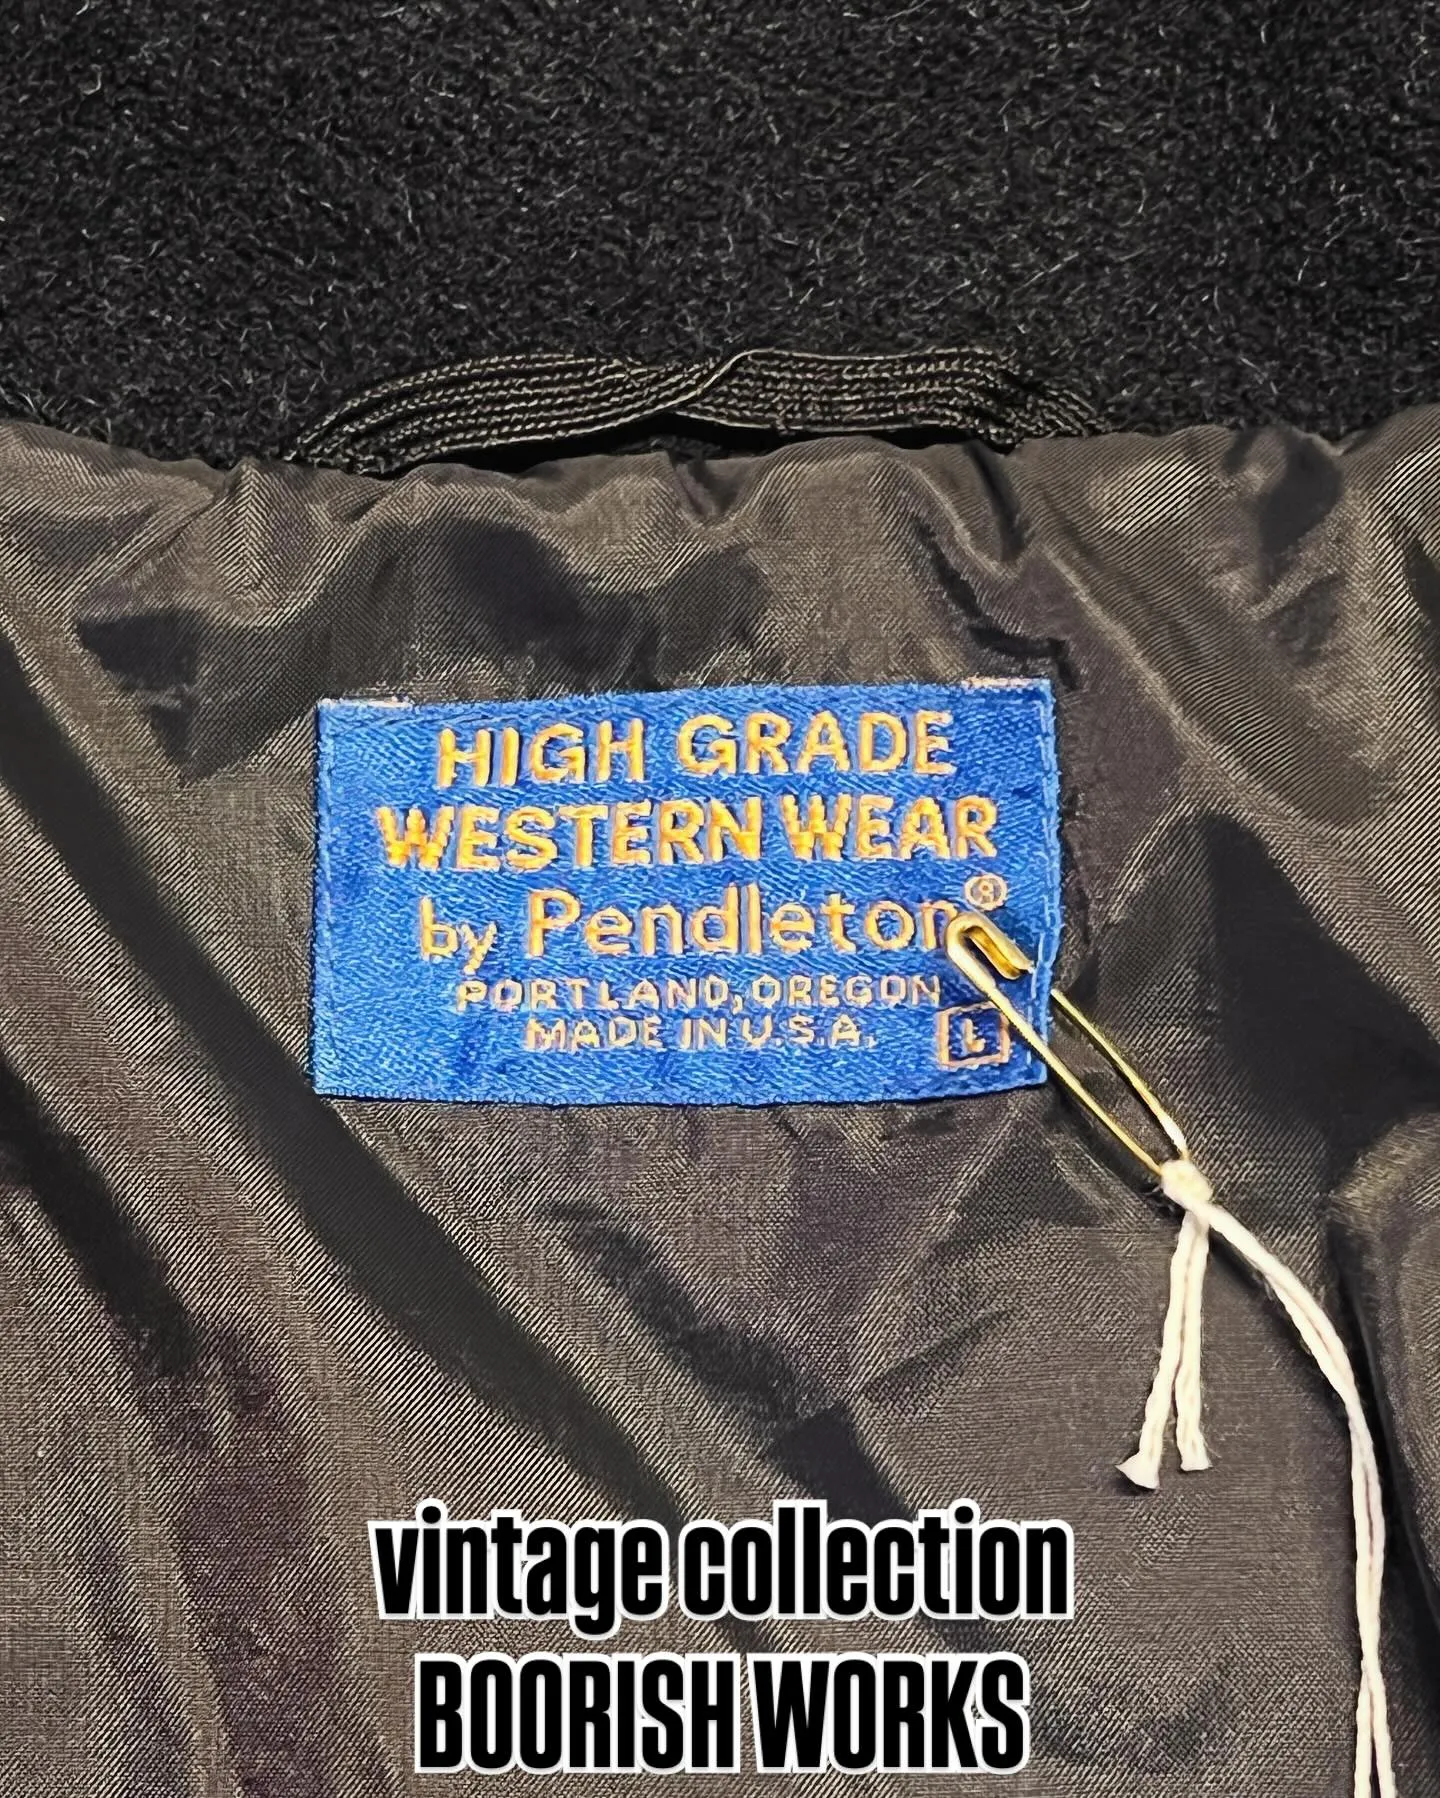 HIGH GRADE
WESTERN WEAR
by Pendleton®
PORTLAND, OREGON
MADE IN U.S.A.
L
vintage collection
BOORISH WORKS